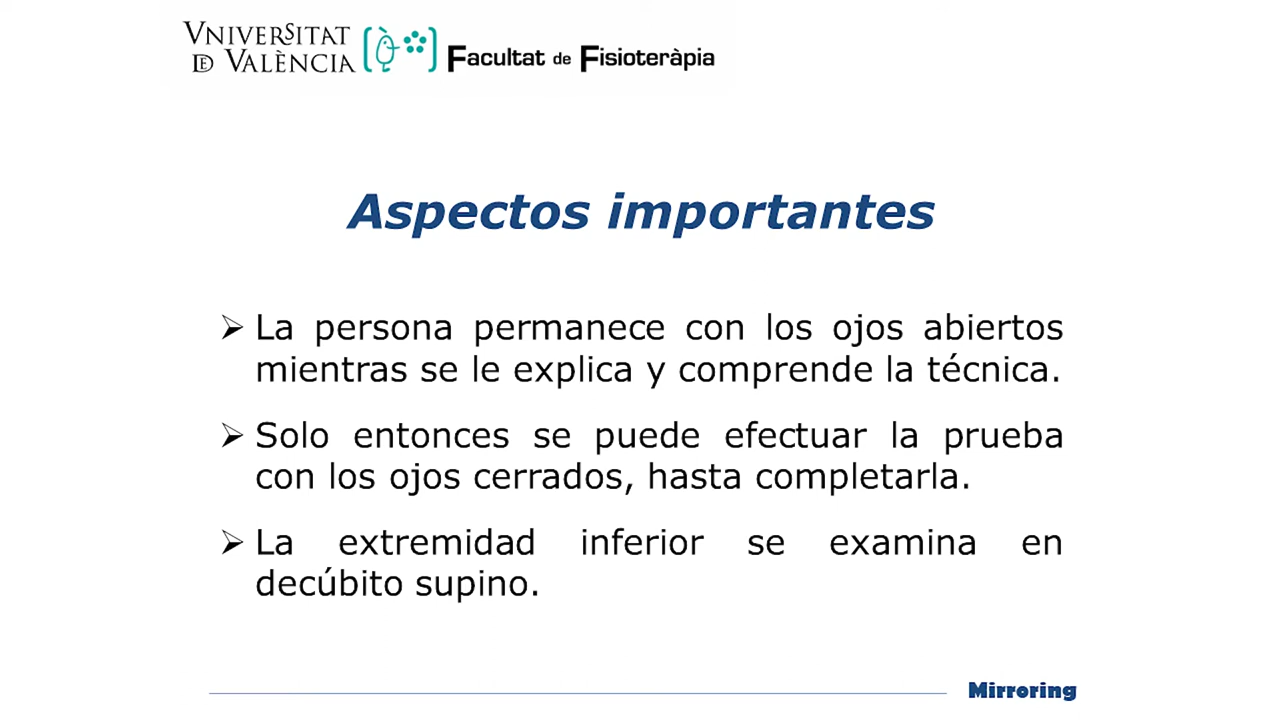 VNIVERSITAT
DE VALÈNCIA
Facultat de Fisioteràpia
Aspectos importantes
➢ La persona permanece con los ojos abiertos
mientras se le explica y comprende la técnica.
➢ Solo entonces se puede efectuar la prueba
con los ojos cerrados, hasta completarla.
➢ La extremidad inferior se examina en
decúbito supino.
Mirroring